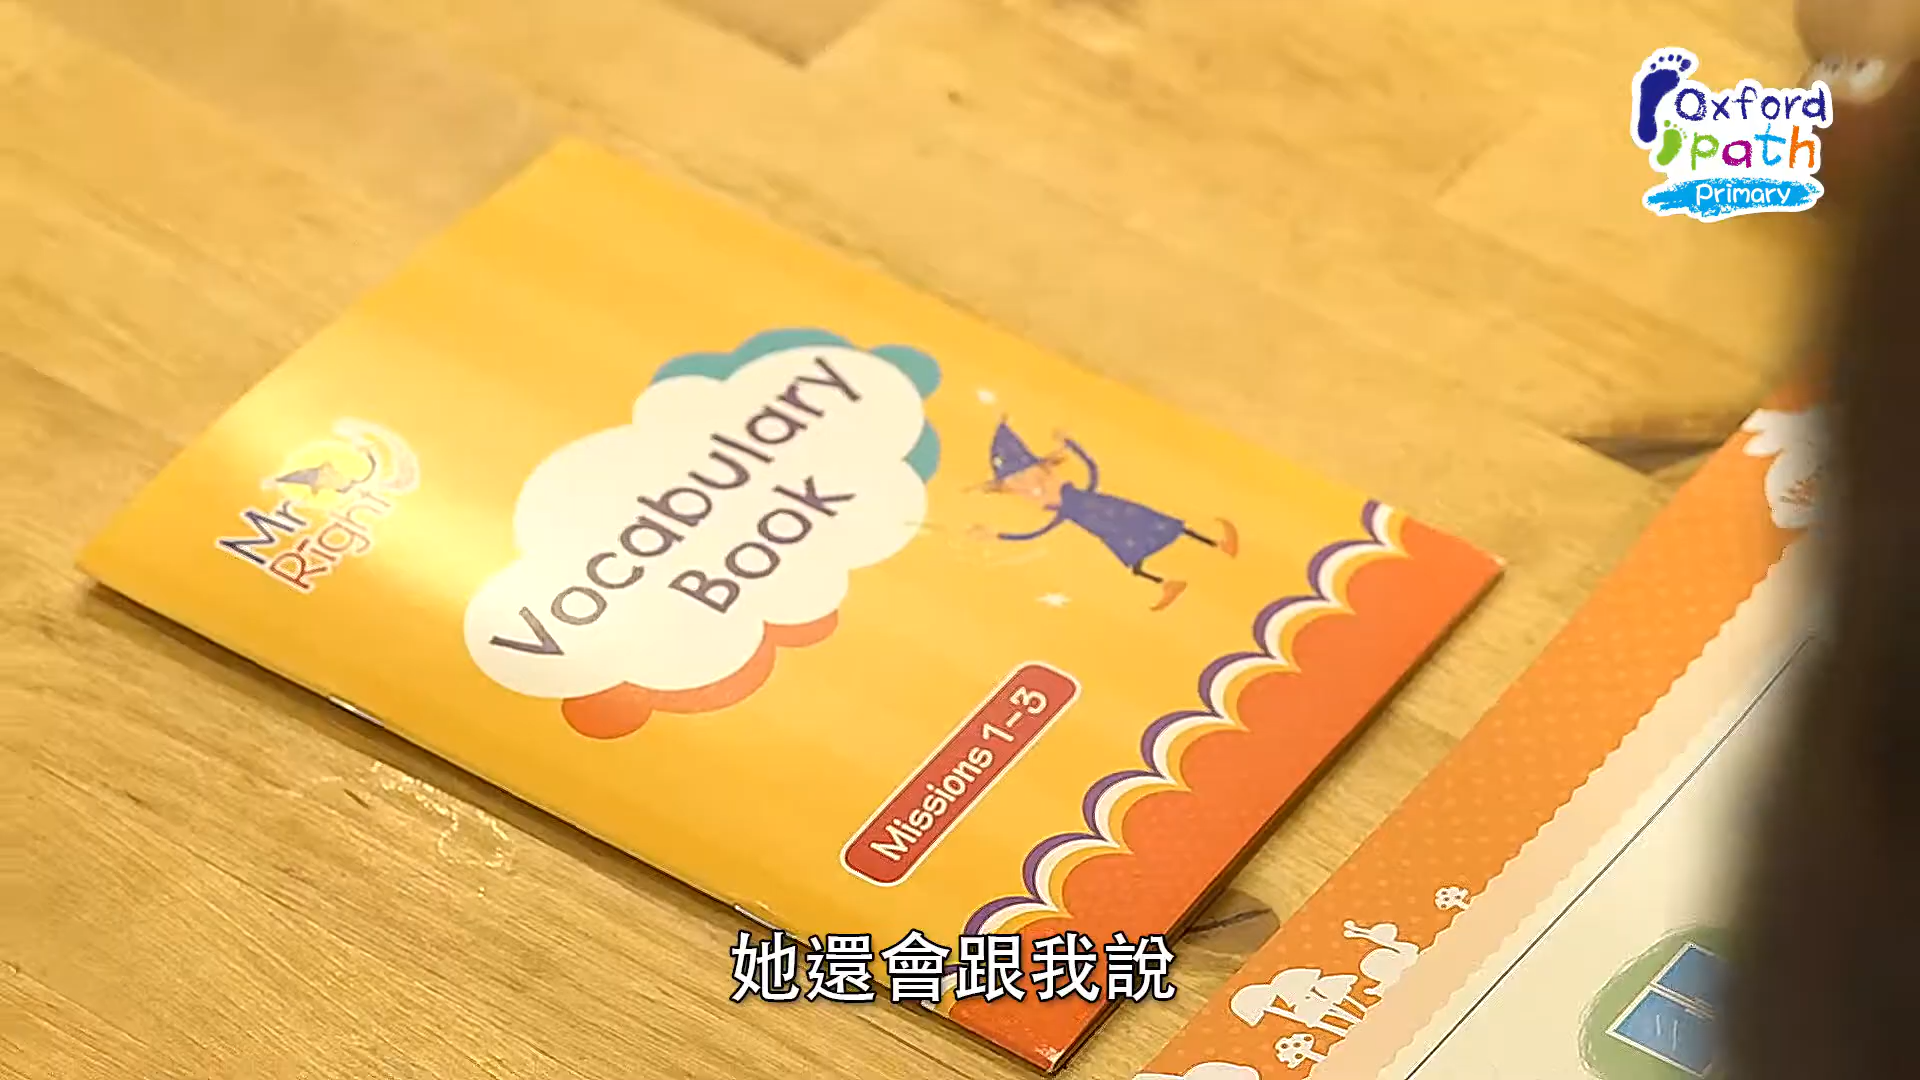 Oxford
path
Primary
Mr
Right
Vocabulary
Book
Missions 1-3
她還會跟我說